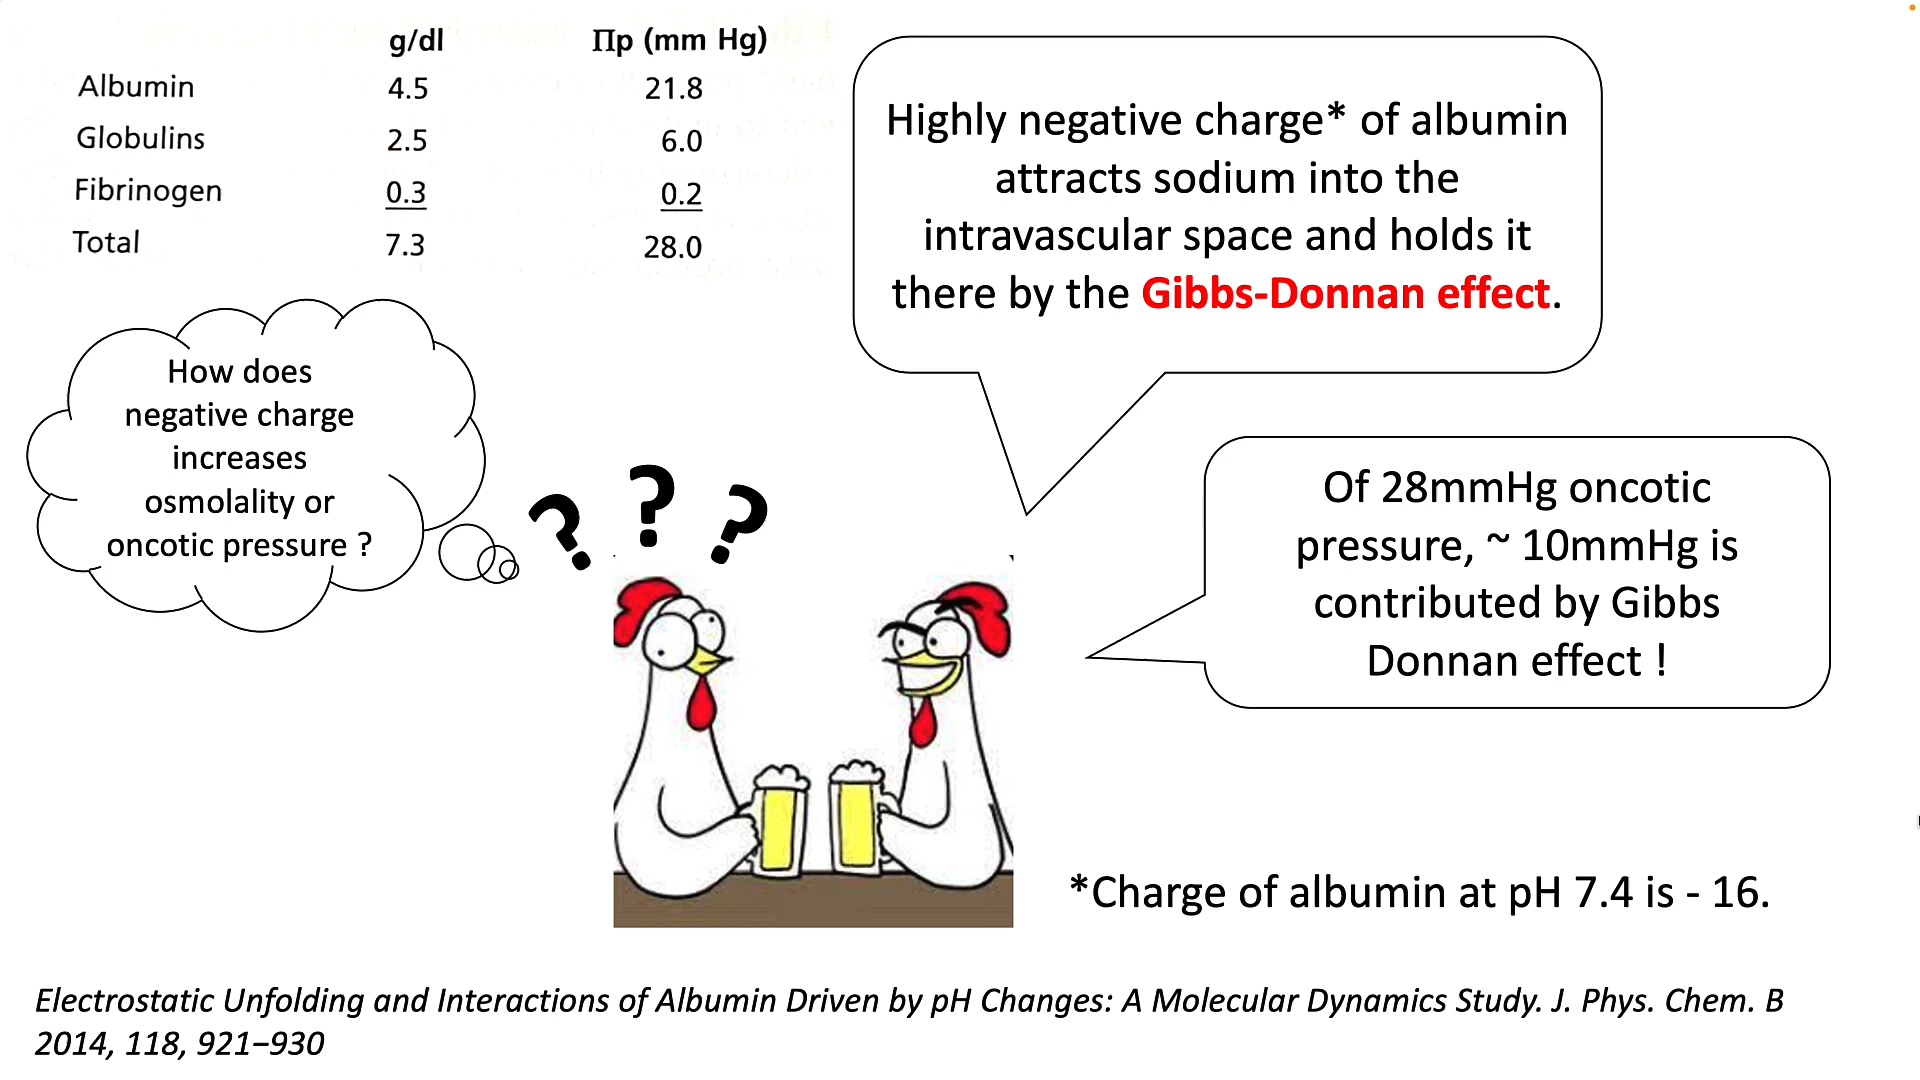 g/dl Πp (mm Hg)
Albumin 4.5 21.8
Globulins 2.5 6.0
Fibrinogen 0.3 0.2
Total 7.3 28.0
Highly negative charge* of albumin
attracts sodium into the
intravascular space and holds it
there by the Gibbs-Donnan effect.
How does
negative charge
increases
osmolality or
oncotic pressure ?
? ? ?
Of 28mmHg oncotic
pressure, ~ 10mmHg is
contributed by Gibbs
Donnan effect !
*Charge of albumin at pH 7.4 is - 16.
Electrostatic Unfolding and Interactions of Albumin Driven by pH Changes: A Molecular Dynamics Study. J. Phys. Chem. B
2014, 118, 921−930